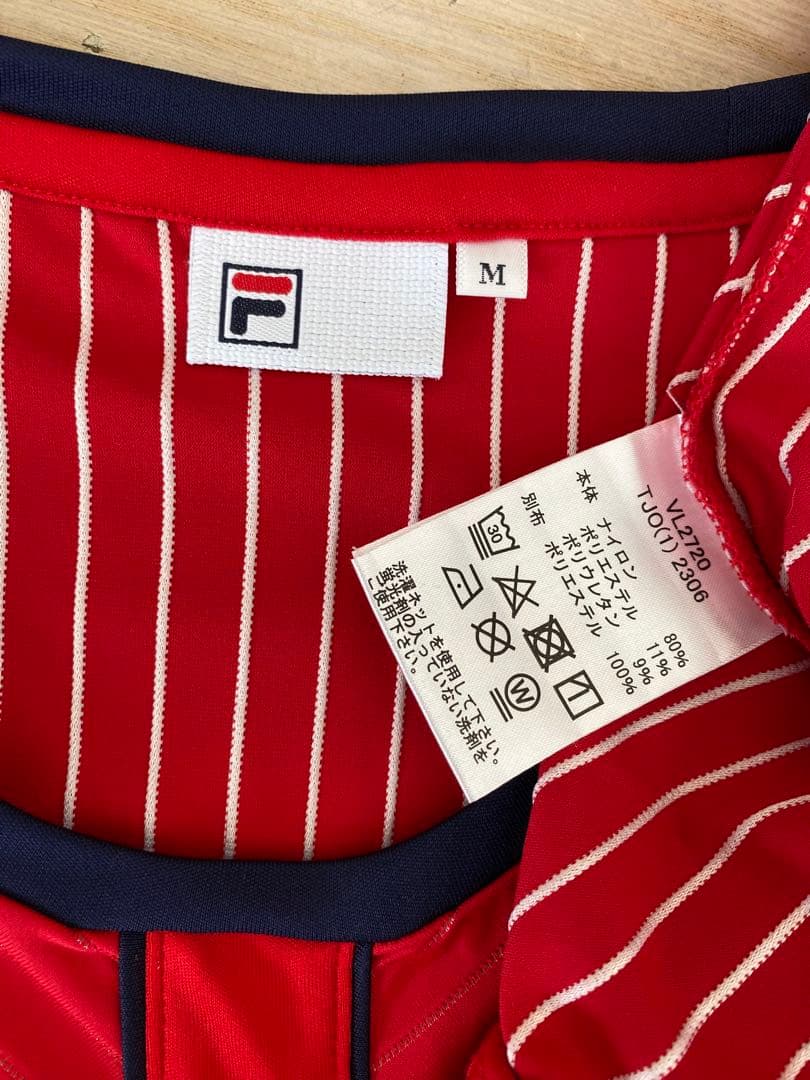 F
M
VL2720
TJO(1) 2306
本体 ナイロン 80%
ポリエステル 11%
ポリウレタン 9%
別布 ポリエステル 100%
30
W
洗濯ネットを使用して下さい。
蛍光剤の入っていない洗剤を
ご使用下さい。